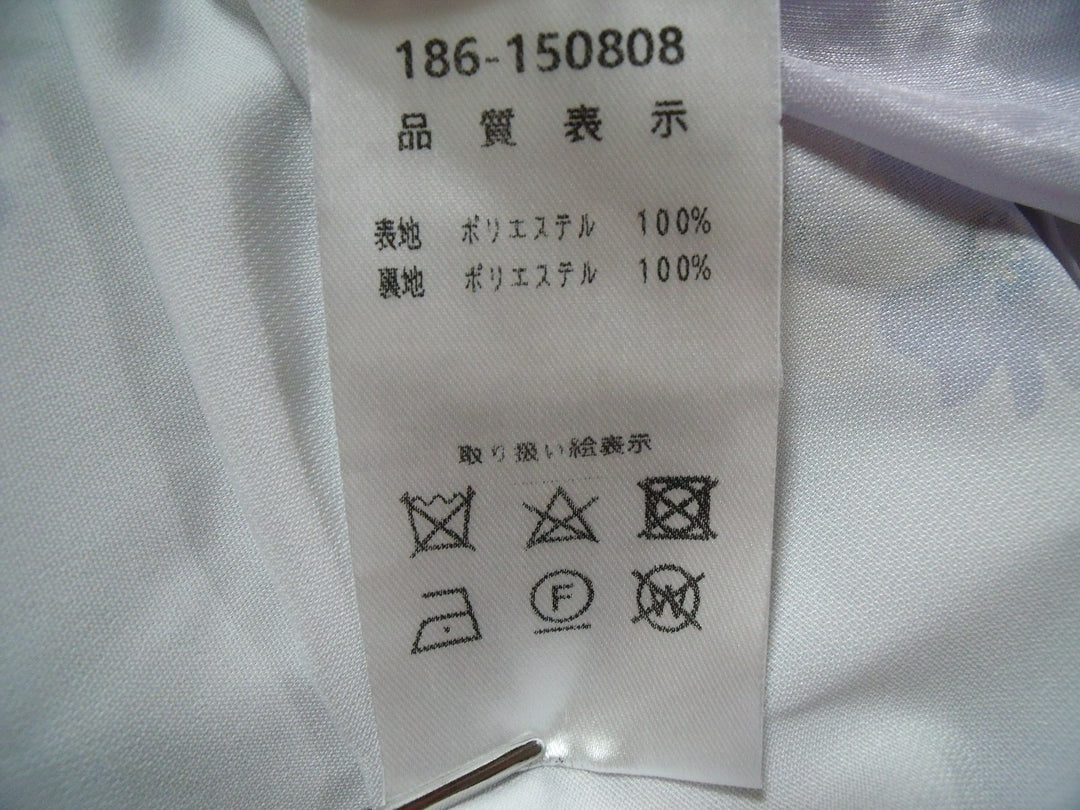 186-150808
品質表示
表地 ポリエステル 100%
裏地 ポリエステル 100%
取り扱い絵表示
F
W